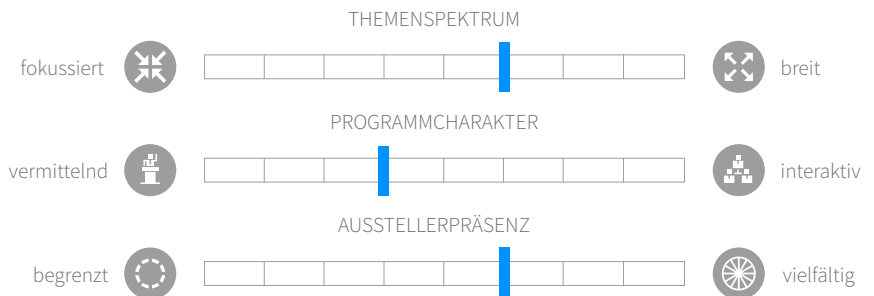 THEMENSPEKTRUM
fokussiert
breit
PROGRAMMCHARAKTER
vermittelnd
interaktiv
AUSSTELLERPRÄSENZ
begrenzt
vielfältig